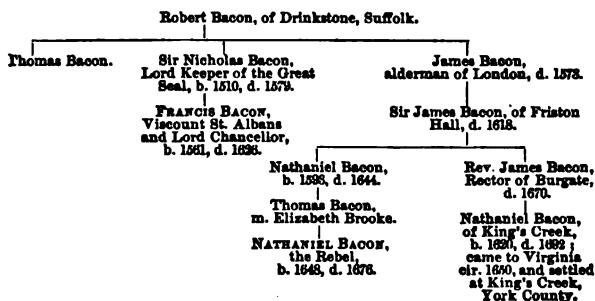 Robert Bacon, of Drinkstone, Suffolk.
Thomas Bacon.
Sir Nicholas Bacon,
Lord Keeper of the Great
Seal, b. 1510, d. 1579.
James Bacon,
alderman of London, d. 1573.
FRANCIS BACON,
Viscount St. Albans
and Lord Chancellor,
b. 1561, d. 1626.
Sir James Bacon, of Friston
Hall, d. 1618.
Nathaniel Bacon,
b. 1593, d. 1644.
Rev. James Bacon,
Rector of Burgate,
d. 1670.
Thomas Bacon,
m. Elizabeth Brooke.
Nathaniel Bacon,
of King's Creek,
b. 1620, d. 1692;
came to Virginia
cir. 1650, and settled
at King's Creek,
York County.
NATHANIEL BACON,
the Rebel,
b. 1648, d. 1676.